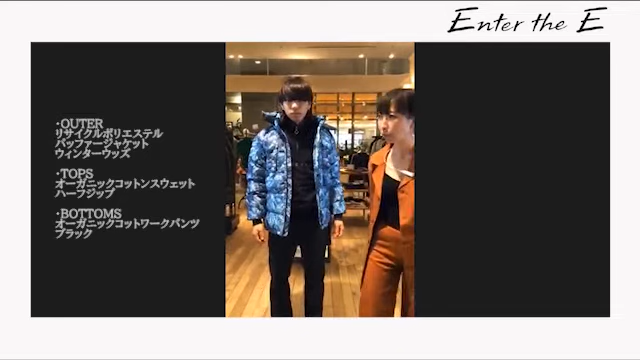 Enter the E
・OUTER
リサイクルポリエステル
パッファージャケット
ウィンターウッズ
・TOPS
オーガニックコットンスウェット
ハーフジップ
・BOTTOMS
オーガニックコットワークパンツ
ブラック